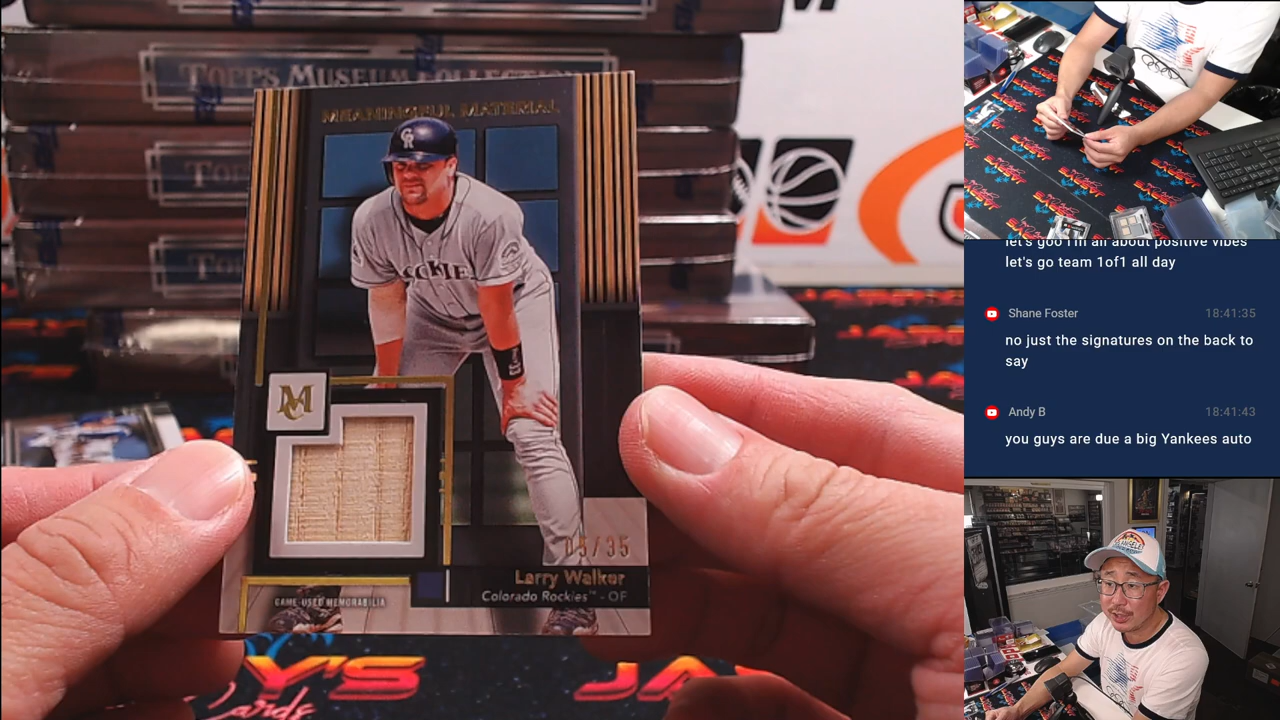 TOPPS MUSEUM COLLECTION
MEANINGFUL MATERIAL
CR
MC
05/35
Larry Walker
Colorado Rockies™ - OF
GAME-USED MEMORABILIA
Y'S
Cards
JA
let's goo I'm all about positive vibes
let's go team 1of1 all day
Shane Foster
18:41:35
no just the signatures on the back to
say
Andy B
18:41:43
you guys are due a big Yankees auto